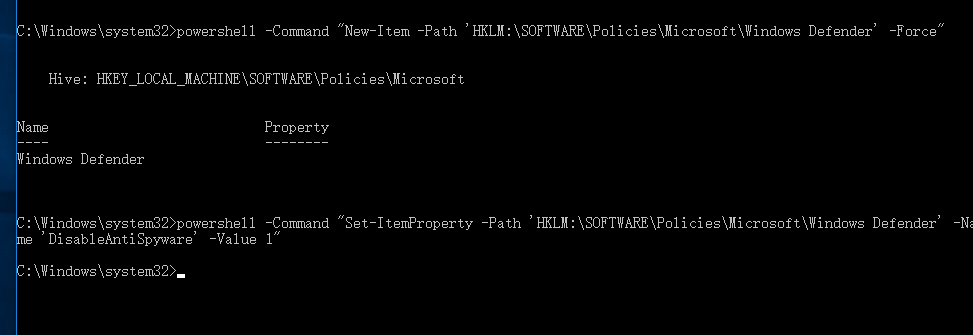 C:\Windows\system32>powershell -Command "New-Item -Path 'HKLM:\SOFTWARE\Policies\Microsoft\Windows Defender' -Force"
Hive: HKEY_LOCAL_MACHINE\SOFTWARE\Policies\Microsoft
Name Property
---- --------
Windows Defender
C:\Windows\system32>powershell -Command "Set-ItemProperty -Path 'HKLM:\SOFTWARE\Policies\Microsoft\Windows Defender' -Na
me 'DisableAntiSpyware' -Value 1"
C:\Windows\system32>